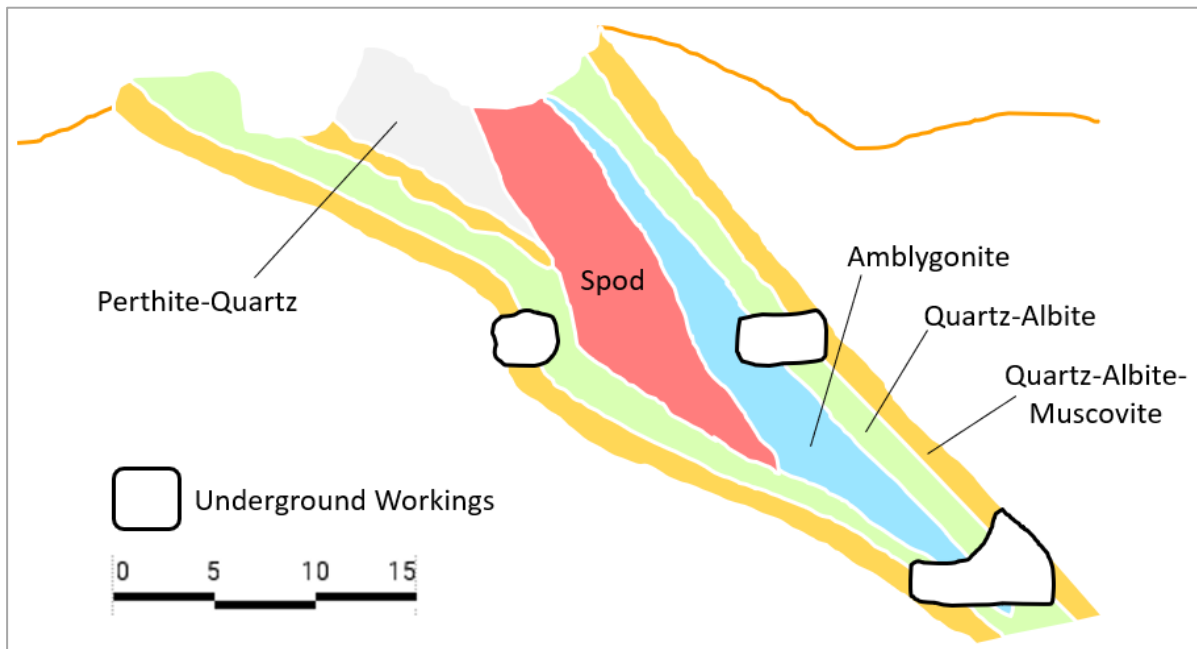 Spod
Amblygonite
Perthite-Quartz
Quartz-Albite
Quartz-Albite-
Muscovite
Underground Workings
0 5 10 15